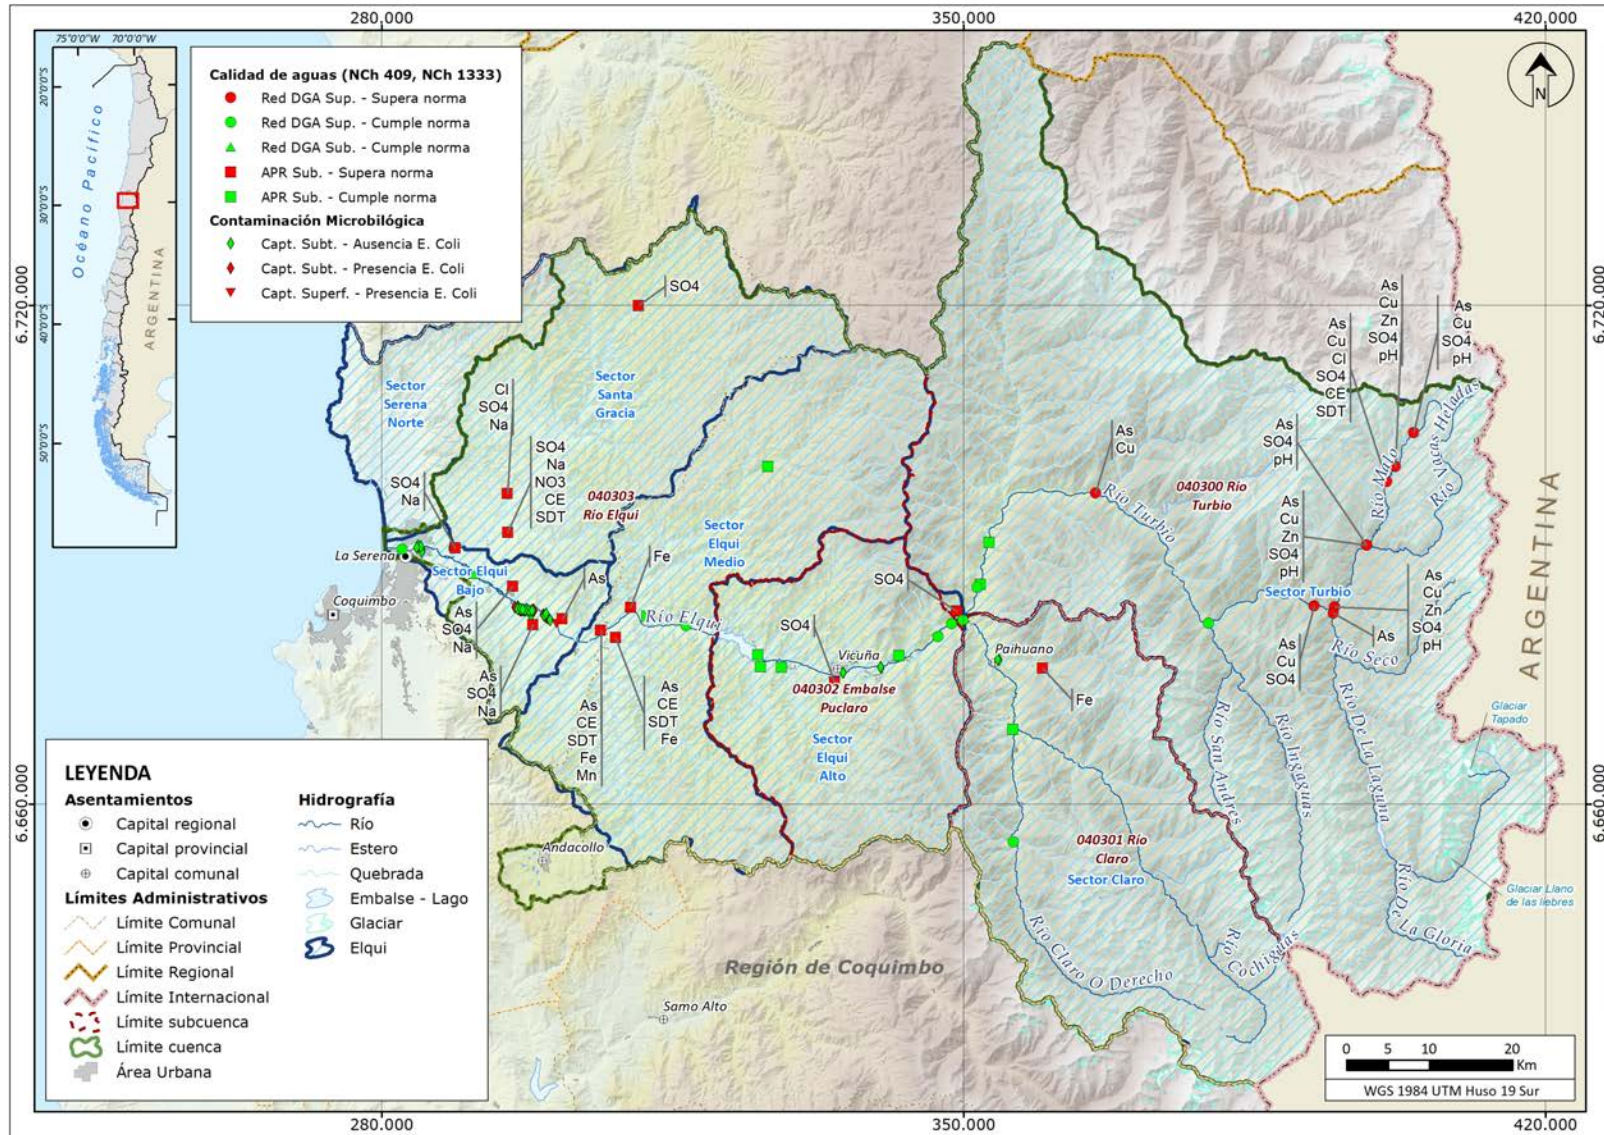 280.000
350.000
420.000
75°0'0"W
70°0'0"W
20°0'0"S
30°0'0"S
40°0'0"S
50°0'0"S
Océano Pacífico
ARGENTINA
Calidad de aguas (NCh 409, NCh 1333)
Red DGA Sup. - Supera norma
Red DGA Sup. - Cumple norma
Red DGA Sub. - Cumple norma
APR Sub. - Supera norma
APR Sub. - Cumple norma
Contaminación Microbilógica
Capt. Subt. - Ausencia E. Coli
Capt. Subt. - Presencia E. Coli
Capt. Superf. - Presencia E. Coli
N
6.720.000
6.720.000
SO4
As
Cu
Zn
SO4
pH
As
Cu
SO4
pH
As
Cu
Cl
SO4
CE
SDT
Sector
Serena
Norte
Sector
Santa
Gracia
Cl
SO4
Na
SO4
Na
NO3
CE
SDT
SO4
Na
As
Cu
As
SO4
pH
Río Malo
Río Vacas Heladas
040303
Río Elqui
040300 Río
Turbio
Río Turbio
Sector
Elqui
Medio
As
Cu
Zn
SO4
pH
La Serena
Coquimbo
Sector Elqui
Bajo
As
Fe
SO4
Sector Turbio
As
Cu
Zn
SO4
pH
As
As
SO4
Na
Río Elqui
SO4
Vicuña
Paihuano
As
Cu
SO4
Río Seco
As
SO4
Na
040302 Embalse
Puclaro
Fe
As
CE
SDT
Fe
Mn
As
CE
SDT
Fe
Sector
Elqui
Alto
Río San Andres
Río Ingaguas
Río De La Laguna
Glaciar
Tapado
ARGENTINA
6.660.000
6.660.000
Andacollo
040301 Río
Claro
Sector Claro
Glaciar Llano
de las liebres
Río De La Gloria
Río Cochiguas
Río Claro O Derecho
Región de Coquimbo
Samo Alto
LEYENDA
Asentamientos
Capital regional
Capital provincial
Capital comunal
Límites Administrativos
Límite Comunal
Límite Provincial
Límite Regional
Límite Internacional
Límite subcuenca
Límite cuenca
Área Urbana
Hidrografía
Río
Estero
Quebrada
Embalse - Lago
Glaciar
Elqui
0 5 10 20
Km
WGS 1984 UTM Huso 19 Sur
280.000
350.000
420.000